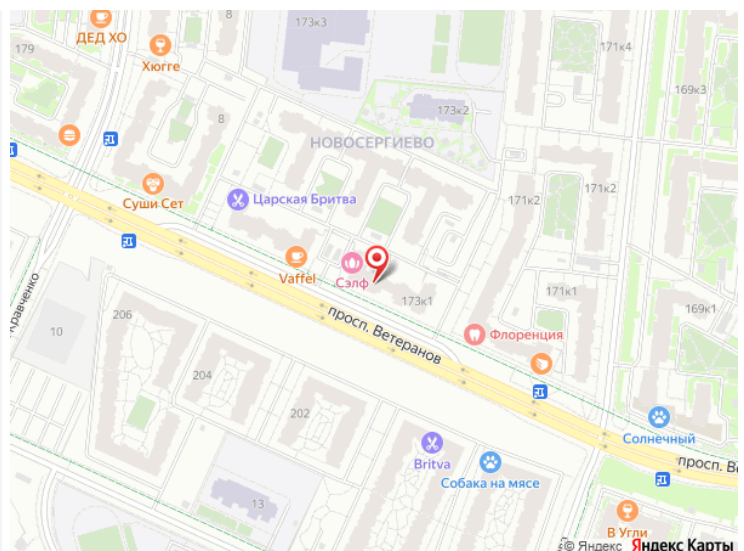 ДЕД ХО
8
173к3
171к4
179
Хюгге
169к3
8
173к2
НОВОСЕРГИЕВО
171к2
171к2
Суши Сет
Царская Бритва
Vaffel
Сэлф
173к1
171к1
169к1
Кравченко
10
206
просп. Ветеранов
Флоренция
204
202
Солнечный
Britva
Собака на мясе
просп. Ве
13
В Угли
© Яндекс Яндекс Карты